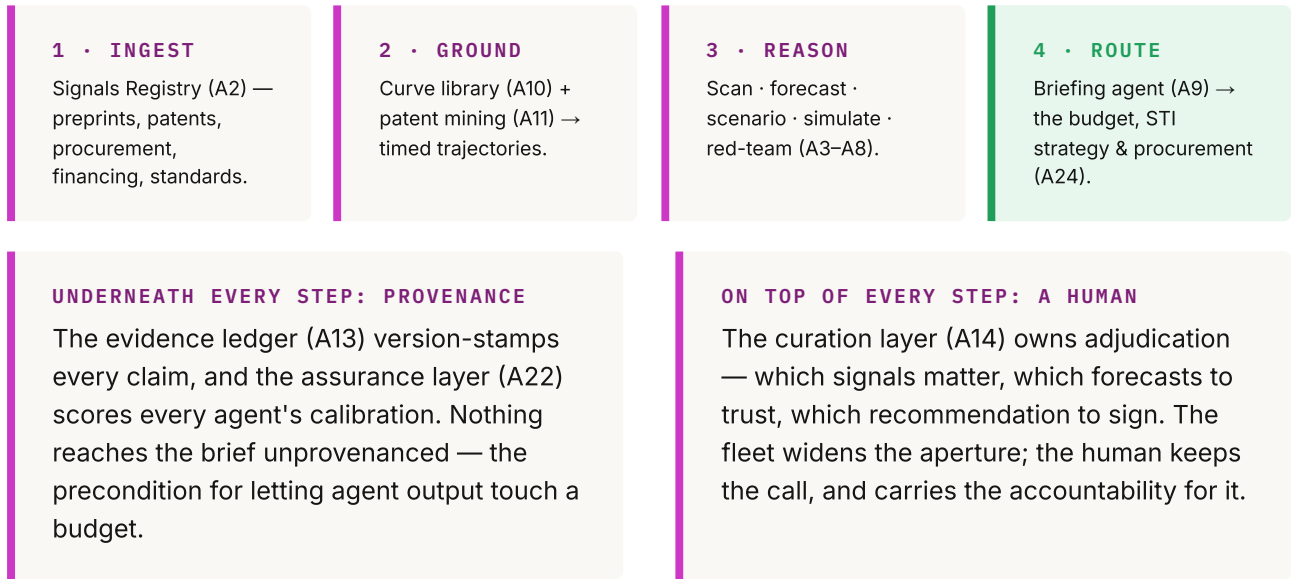 1 · INGEST
Signals Registry (A2) —
preprints, patents,
procurement,
financing, standards.
2 · GROUND
Curve library (A10) +
patent mining (A11) →
timed trajectories.
3 · REASON
Scan · forecast ·
scenario · simulate ·
red-team (A3–A8).
4 · ROUTE
Briefing agent (A9) →
the budget, STI
strategy & procurement
(A24).
UNDERNEATH EVERY STEP: PROVENANCE
The evidence ledger (A13) version-stamps
every claim, and the assurance layer (A22)
scores every agent's calibration. Nothing
reaches the brief unprovenanced — the
precondition for letting agent output touch a
budget.
ON TOP OF EVERY STEP: A HUMAN
The curation layer (A14) owns adjudication
— which signals matter, which forecasts to
trust, which recommendation to sign. The
fleet widens the aperture; the human keeps
the call, and carries the accountability for it.